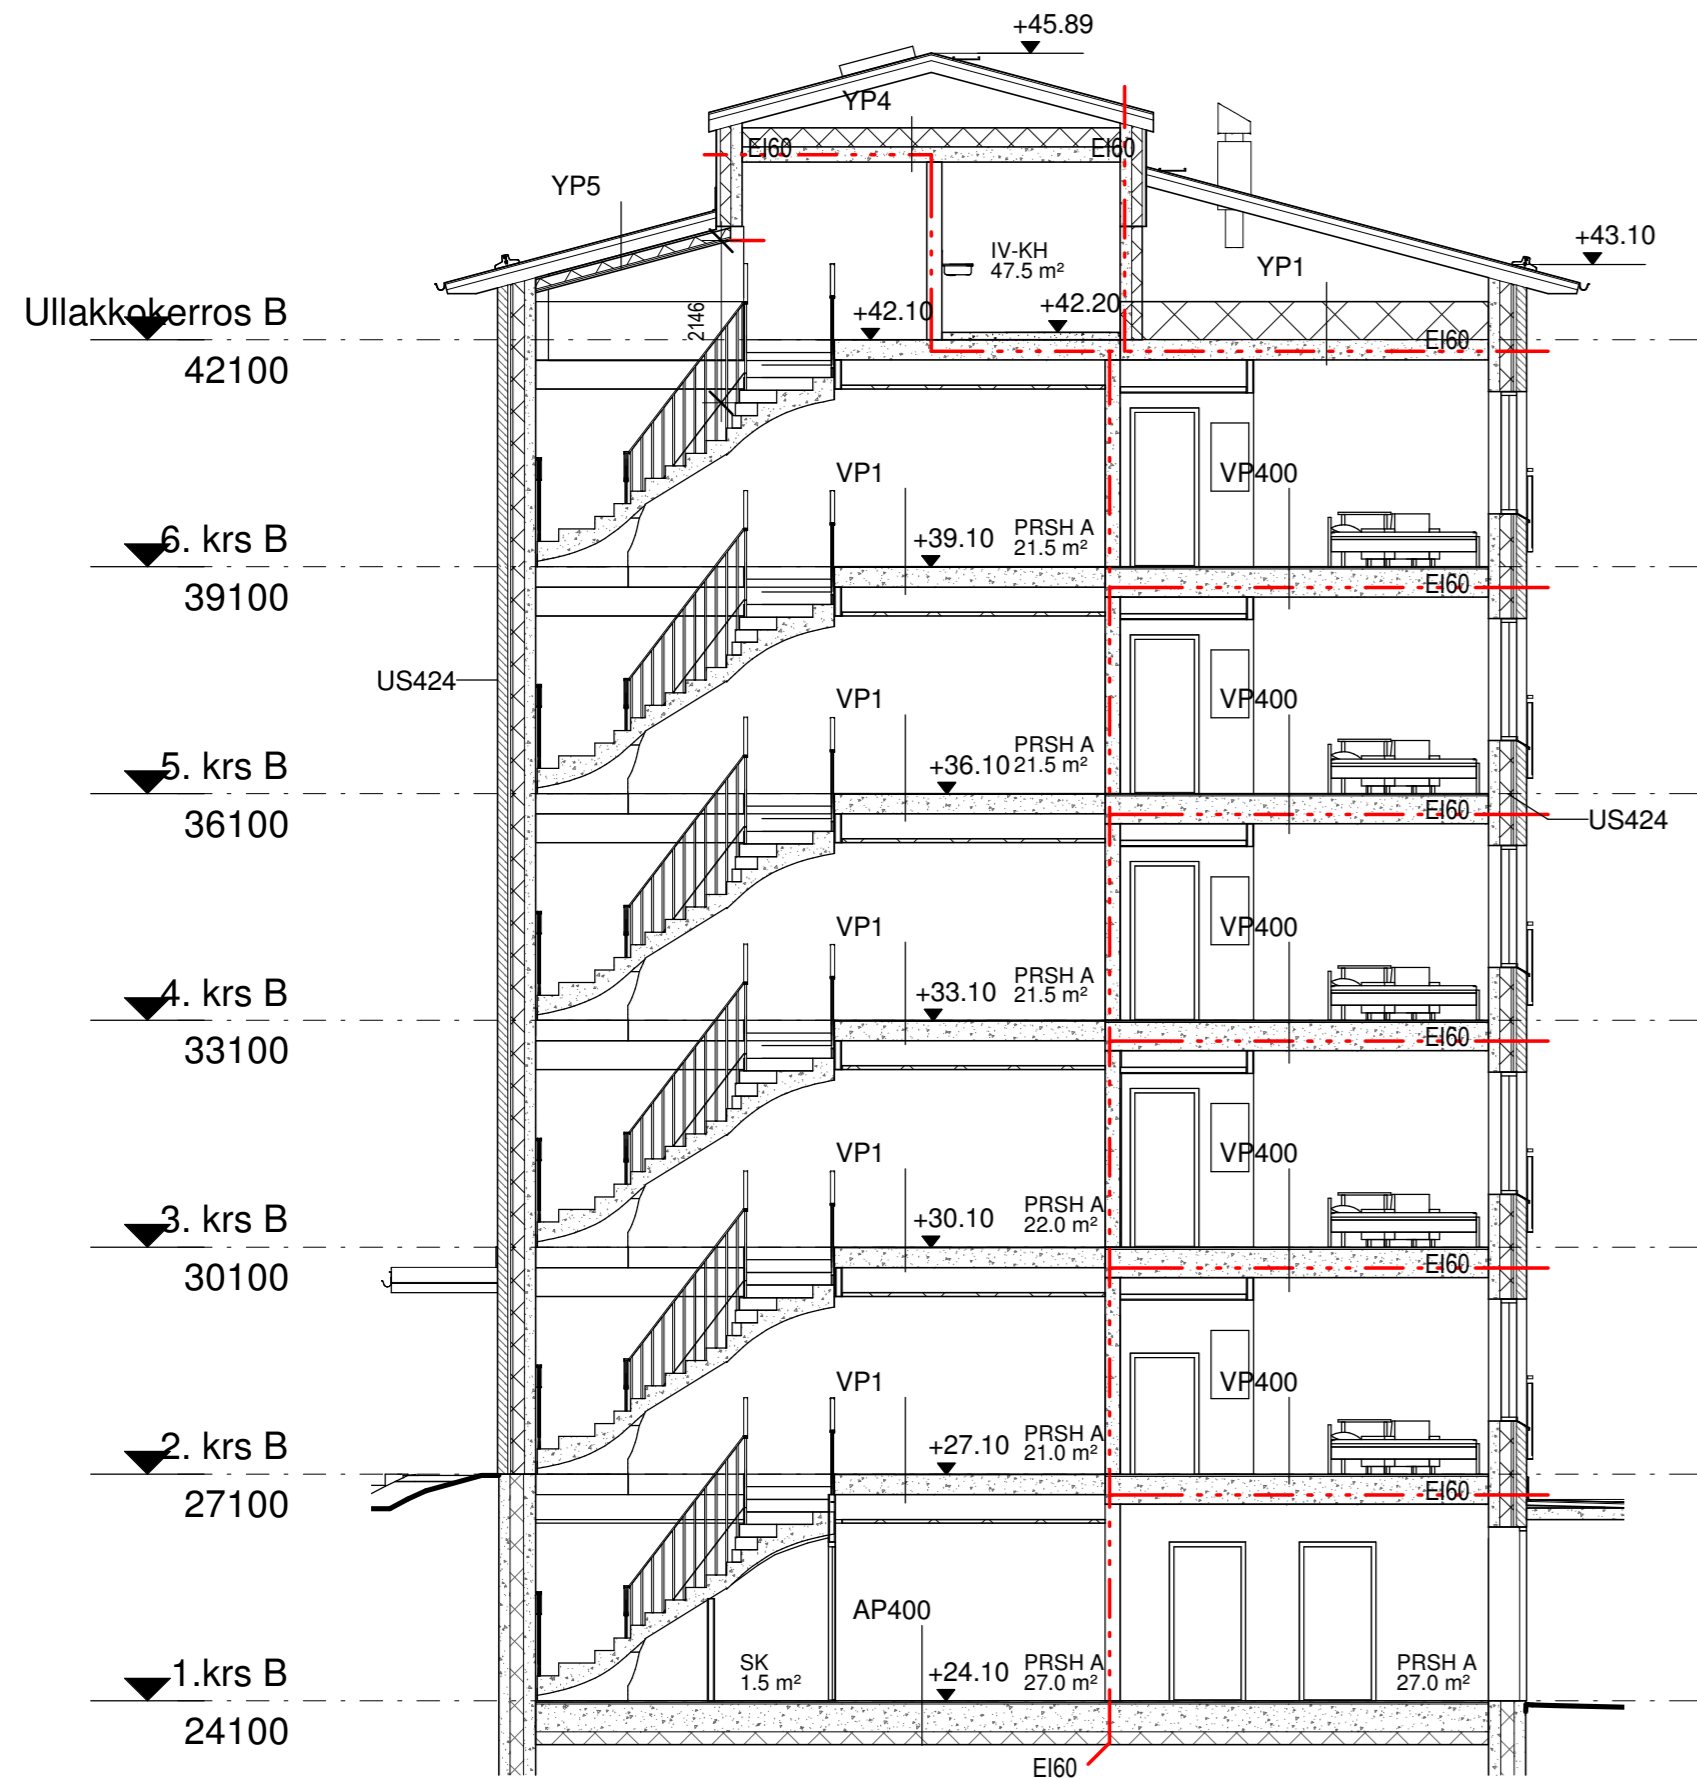 +45.89
YP4
EI60
EI60
YP5
+43.10
IV-KH
47.5 m²
YP1
Ullakkokerros B
42100
2146
+42.10
+42.20
EI60
VP1
VP400
6. krs B
39100
+39.10
PRSH A
21.5 m²
EI60
US424
VP1
VP400
5. krs B
36100
+36.10
PRSH A
21.5 m²
EI60
US424
VP1
VP400
4. krs B
33100
+33.10
PRSH A
21.5 m²
EI60
VP1
VP400
3. krs B
30100
+30.10
PRSH A
22.0 m²
EI60
VP1
VP400
2. krs B
27100
+27.10
PRSH A
21.0 m²
EI60
AP400
1.krs B
24100
SK
1.5 m²
+24.10
PRSH A
27.0 m²
PRSH A
27.0 m²
EI60